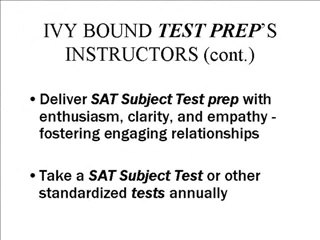 IVY BOUND TEST PREP’S
INSTRUCTORS (cont.)
• Deliver SAT Subject Test prep with
enthusiasm, clarity, and empathy -
fostering engaging relationships
• Take a SAT Subject Test or other
standardized tests annually